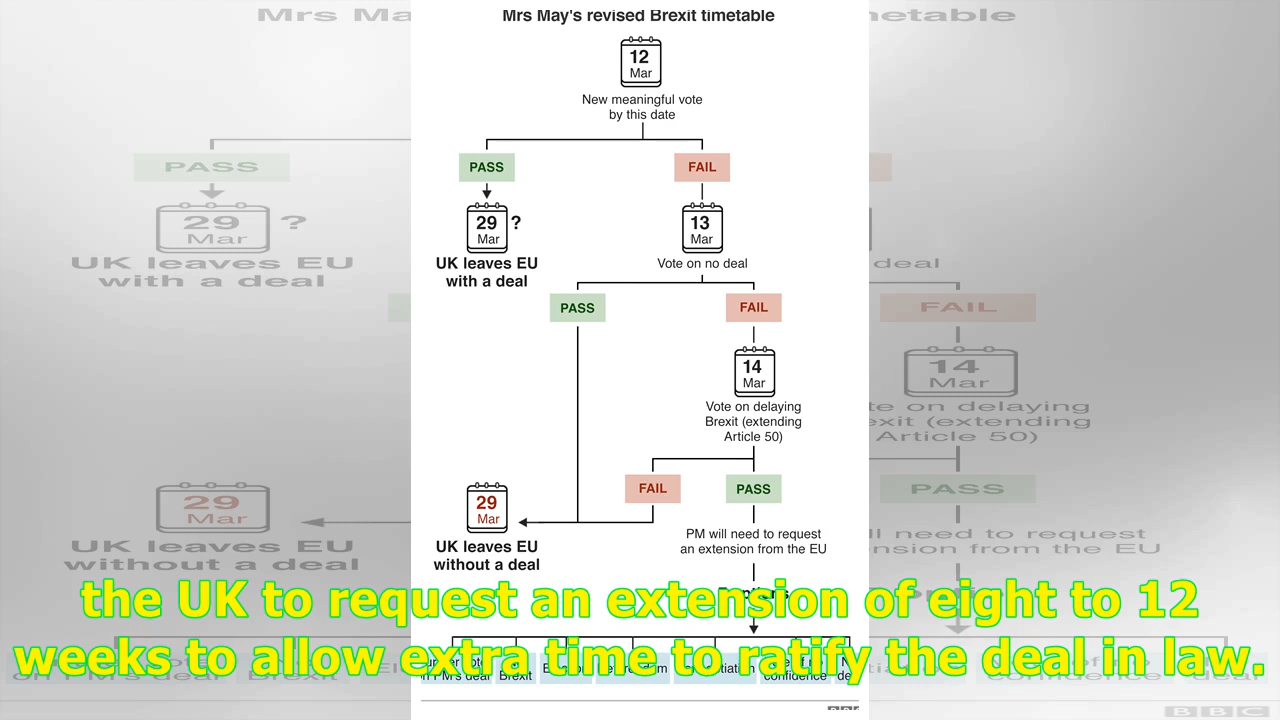 Mrs May's revised Brexit timetable
12
Mar
New meaningful vote
by this date
PASS
FAIL
29 ?
Mar
UK leaves EU
with a deal
13
Mar
Vote on no deal
PASS
FAIL
14
Mar
Vote on delaying
Brexit (extending
Article 50)
FAIL
PASS
29
Mar
UK leaves EU
without a deal
PM will need to request
an extension from the EU
the UK to request an extension of eight to 12
weeks to allow extra time to ratify the deal in law.
Brexit
confidence
BBC